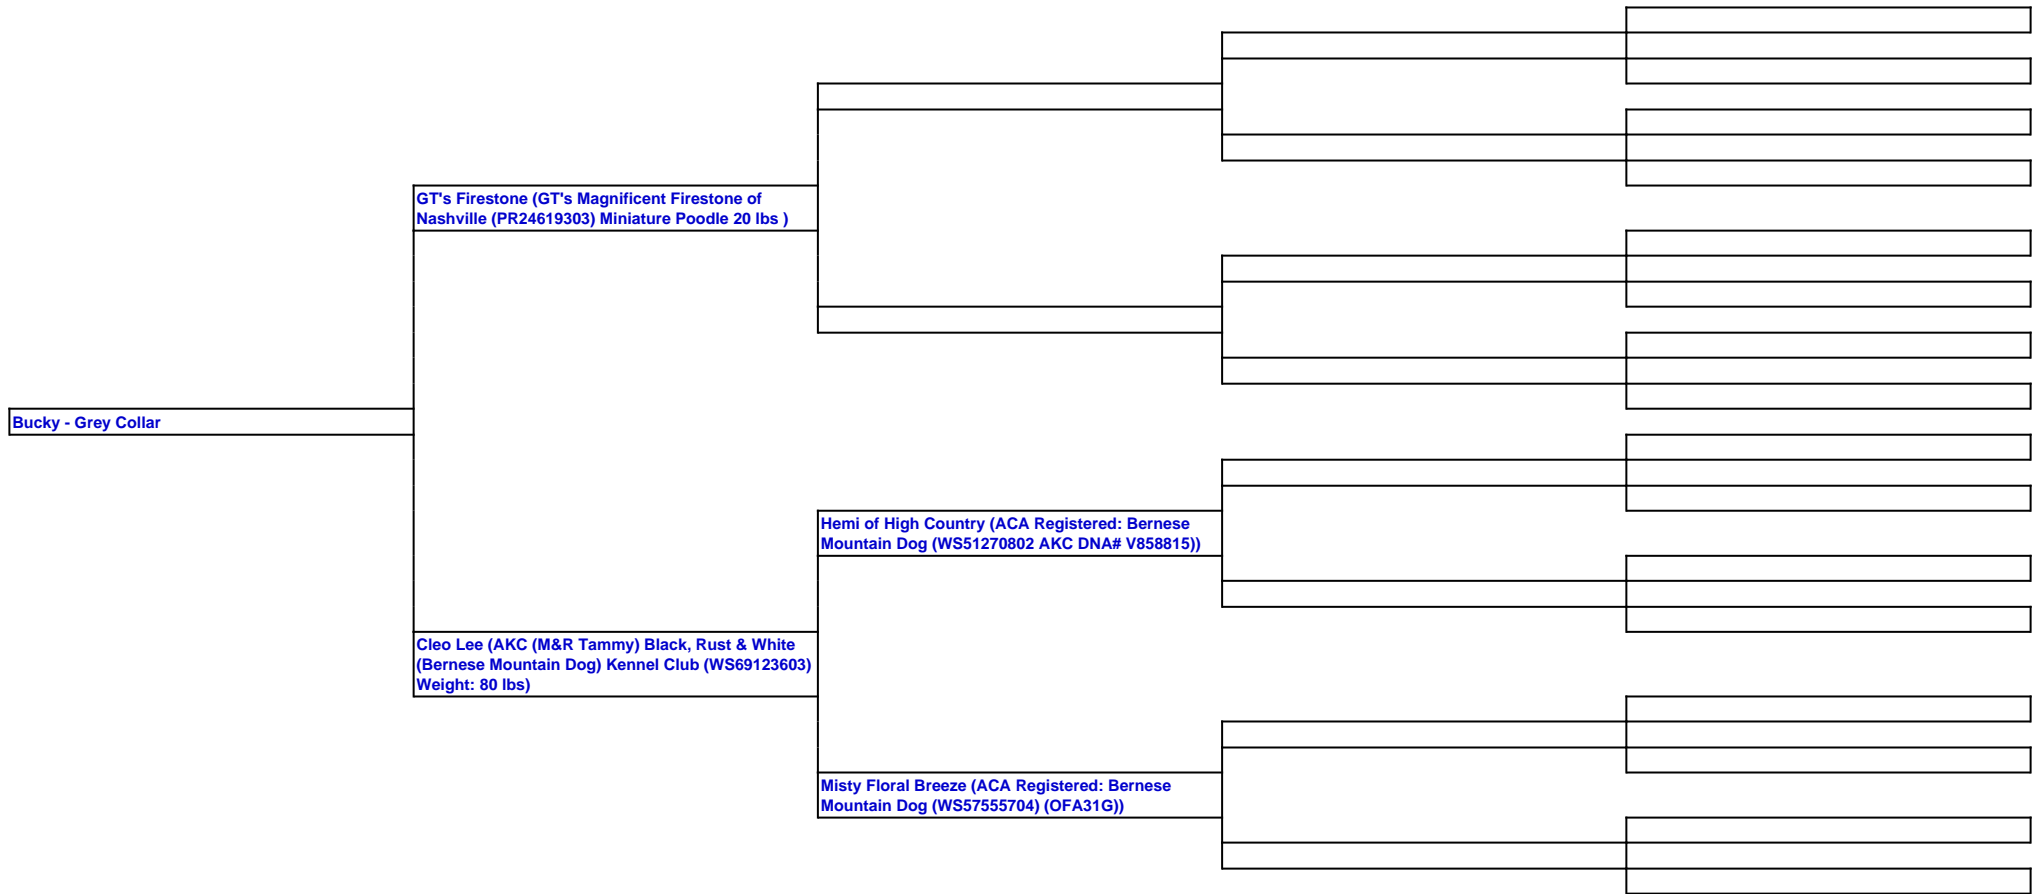 GT's Firestone (GT's Magnificent Firestone of
Nashville (PR24619303) Miniature Poodle 20 lbs )
Bucky - Grey Collar
Hemi of High Country (ACA Registered: Bernese
Mountain Dog (WS51270802 AKC DNA# V858815))
Cleo Lee (AKC (M&R Tammy) Black, Rust & White
(Bernese Mountain Dog) Kennel Club (WS69123603)
Weight: 80 lbs)
Misty Floral Breeze (ACA Registered: Bernese
Mountain Dog (WS57555704) (OFA31G))